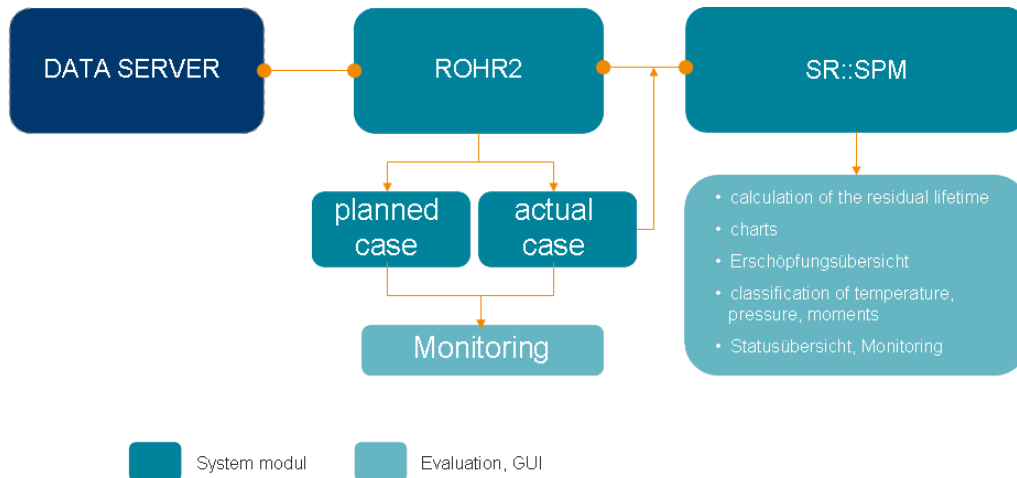 DATA SERVER
ROHR2
SR::SPM
planned
case
actual
case
Monitoring
• calculation of the residual lifetime
• charts
• Erschöpfungsübersicht
• classification of temperature,
pressure, moments
• Statusübersicht, Monitoring
System modul
Evaluation, GUI